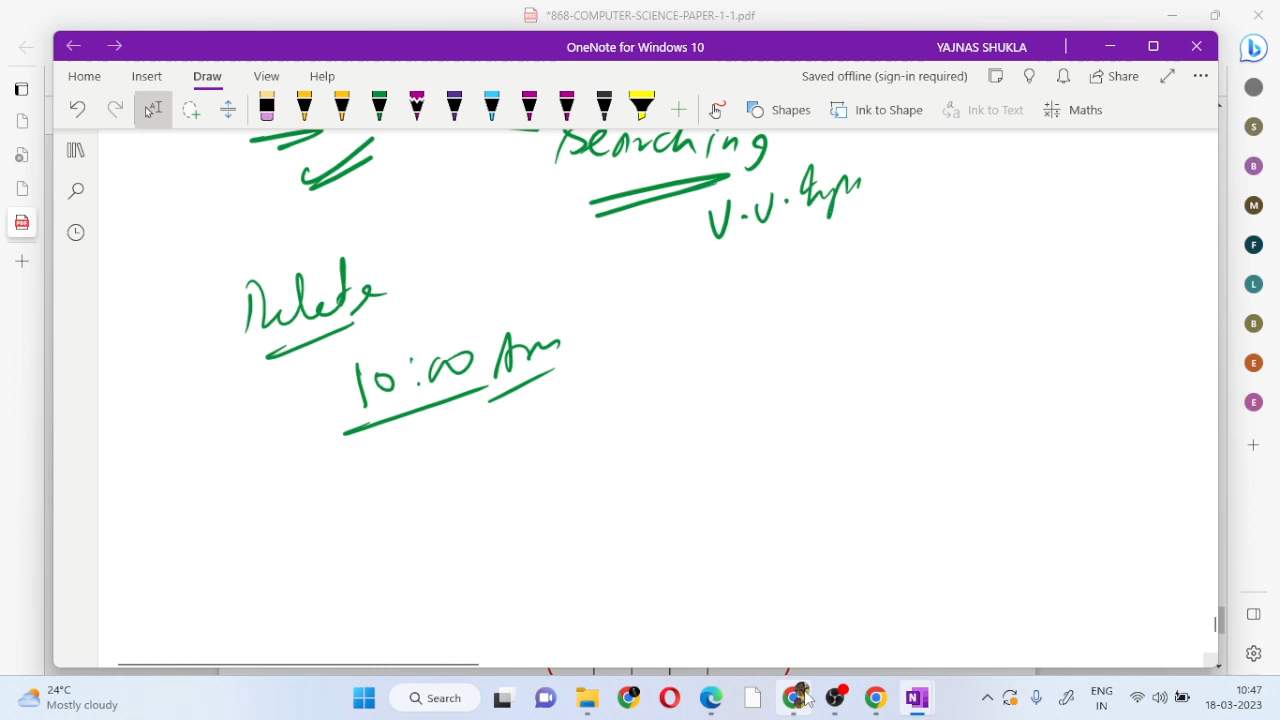 *868-COMPUTER-SCIENCE-PAPER-1-1.pdf
OneNote for Windows 10
YAJNAS SHUKLA
Home Insert Draw View Help
Saved offline (sign-in required)
Share
Shapes
Ink to Shape
Ink to Text
Maths
Searching
V.V.
Delete
10:00 Am
S
B
M
F
L
B
E
E
24°C
Mostly cloudy
Search
ENG
IN
10:47
18-03-2023